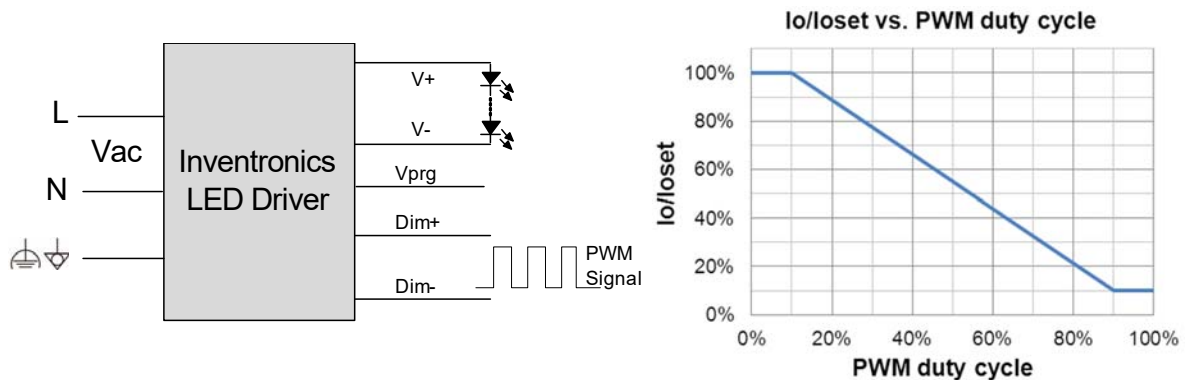 L
Vac
N
Inventronics
LED Driver
V+
V-
Vprg
Dim+
Dim-
PWM
Signal
Io/Ioset vs. PWM duty cycle
100%
80%
60%
40%
20%
0%
Io/Ioset
0% 20% 40% 60% 80% 100%
PWM duty cycle